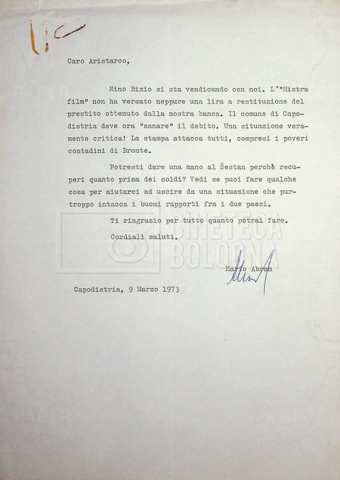 Caro Aristarco,
Nino Bixio si sta vendicando con noi. L'"Mistra
film" non ha versato neppure una lira a restituzione del
prestito ottenuto dalla nostra banca. Il comune di Capo-
distria deve ora "sanare" il debito. Una situazione vera-
mente critica! La stampa attacca tutti, compresi i poveri
contadini di Bronte.
Potresti dare una mano al Šestan perchè recu-
peri quanto prima dei soldi? Vedi se puoi fare qualche
cosa per aiutarci ad uscire da una situazione che pur-
troppo intacca i buoni rapporti fra i due paesi.
Ti ringrazio per tutto quanto potrai fare.
Cordiali saluti.
CINETECA
BOLOGNA
Mario Abram
Capodistria, 9 Marzo 1973